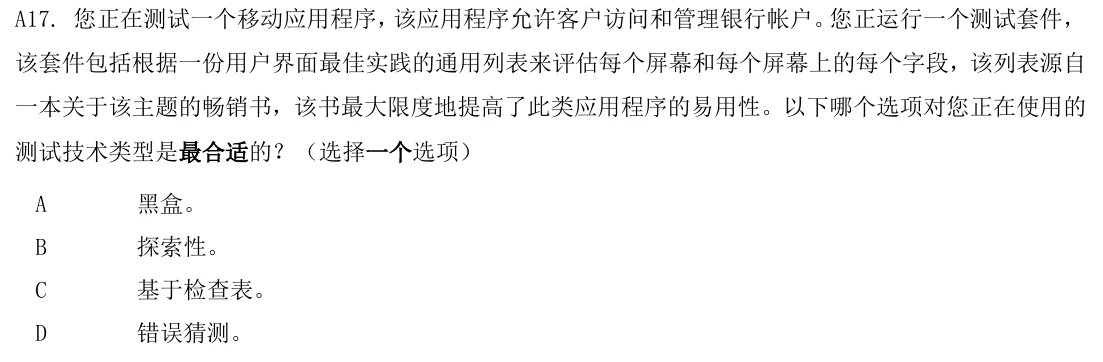 A17. 您正在测试一个移动应用程序，该应用程序允许客户访问和管理银行帐户。您正运行一个测试套件，
该套件包括根据一份用户界面最佳实践的通用列表来评估每个屏幕和每个屏幕上的每个字段，该列表源自
一本关于该主题的畅销书，该书最大限度地提高了此类应用程序的易用性。以下哪个选项对您正在使用的
测试技术类型是最合适的？（选择一个选项）
A 黑盒。
B 探索性。
C 基于检查表。
D 错误猜测。